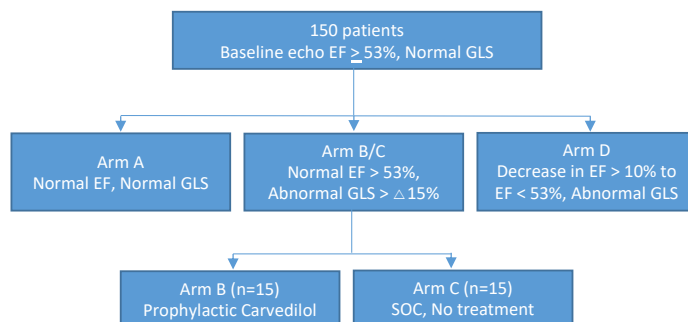 150 patients
Baseline echo EF ≥ 53%, Normal GLS
Arm A
Normal EF, Normal GLS
Arm B/C
Normal EF > 53%,
Abnormal GLS > △15%
Arm D
Decrease in EF > 10% to
EF < 53%, Abnormal GLS
Arm B (n=15)
Prophylactic Carvedilol
Arm C (n=15)
SOC, No treatment